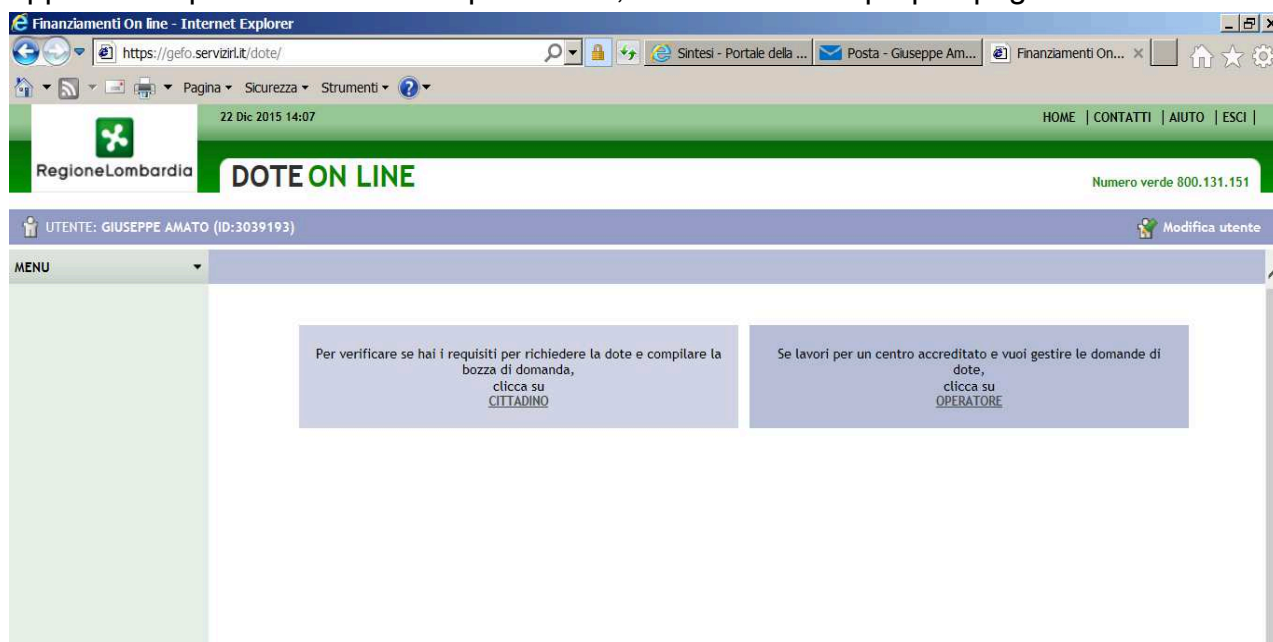 Finanziamenti On line - Internet Explorer
https://gefo.servizirl.it/dote/
Sintesi - Portale della ...
Posta - Giuseppe Am...
Finanziamenti On...
Pagina Sicurezza Strumenti
22 Dic 2015 14:07
HOME | CONTATTI | AIUTO | ESCI |
RegioneLombardia
DOTE ON LINE
Numero verde 800.131.151
UTENTE: GIUSEPPE AMATO (ID:3039193)
Modifica utente
MENU
Per verificare se hai i requisiti per richiedere la dote e compilare la
bozza di domanda,
clicca su
CITTADINO
Se lavori per un centro accreditato e vuoi gestire le domande di
dote,
clicca su
OPERATORE